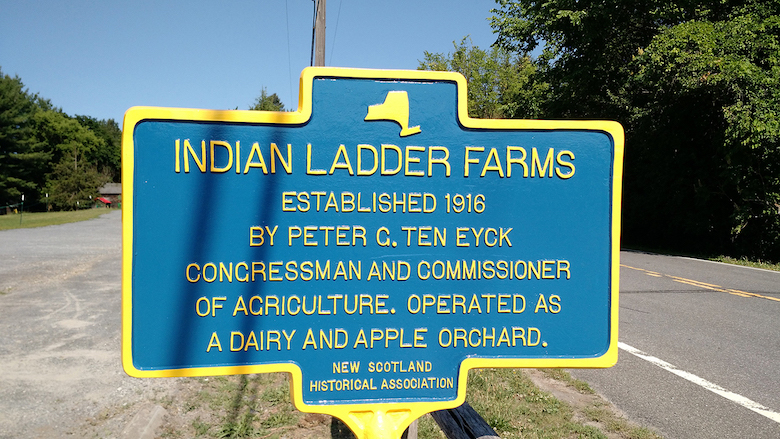 INDIAN LADDER FARMS
ESTABLISHED 1916
BY PETER G. TEN EYCK
CONGRESSMAN AND COMMISSIONER
OF AGRICULTURE. OPERATED AS
A DAIRY AND APPLE ORCHARD.
NEW SCOTLAND
HISTORICAL ASSOCIATION